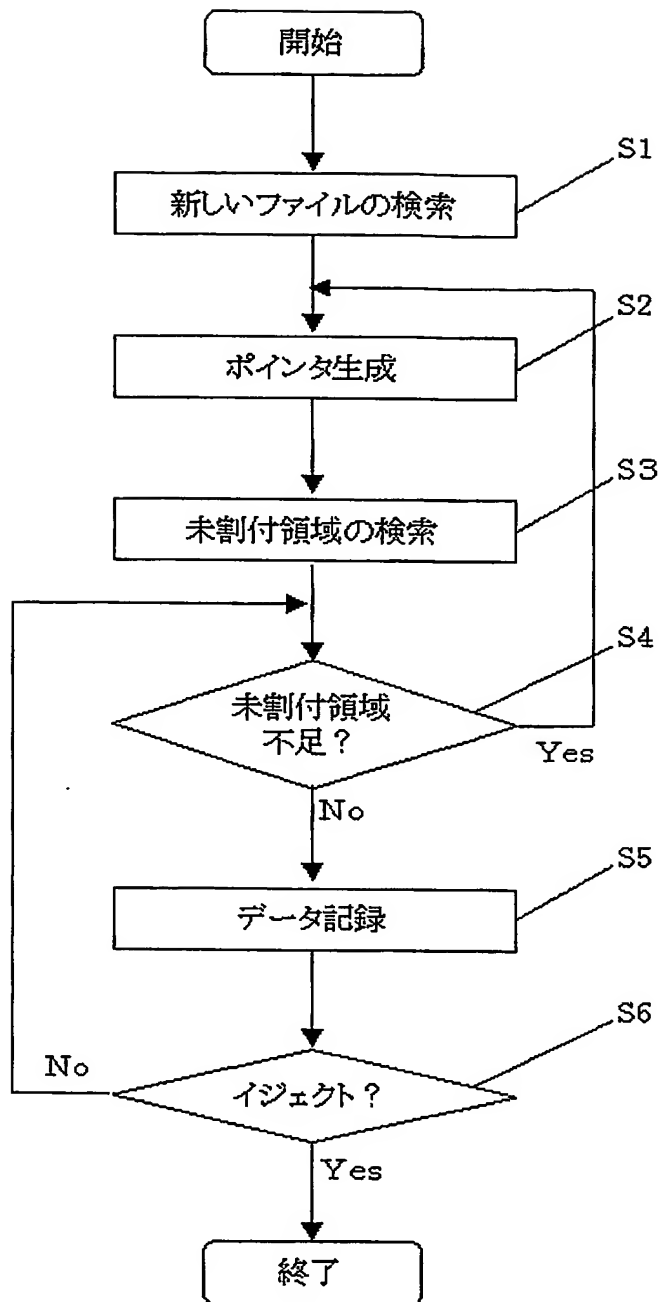 開始
S1
新しいファイルの検索
S2
ポインタ生成
S3
未割付領域の検索
S4
未割付領域
不足？
Yes
No
S5
データ記録
S6
No
イジェクト？
Yes
終了